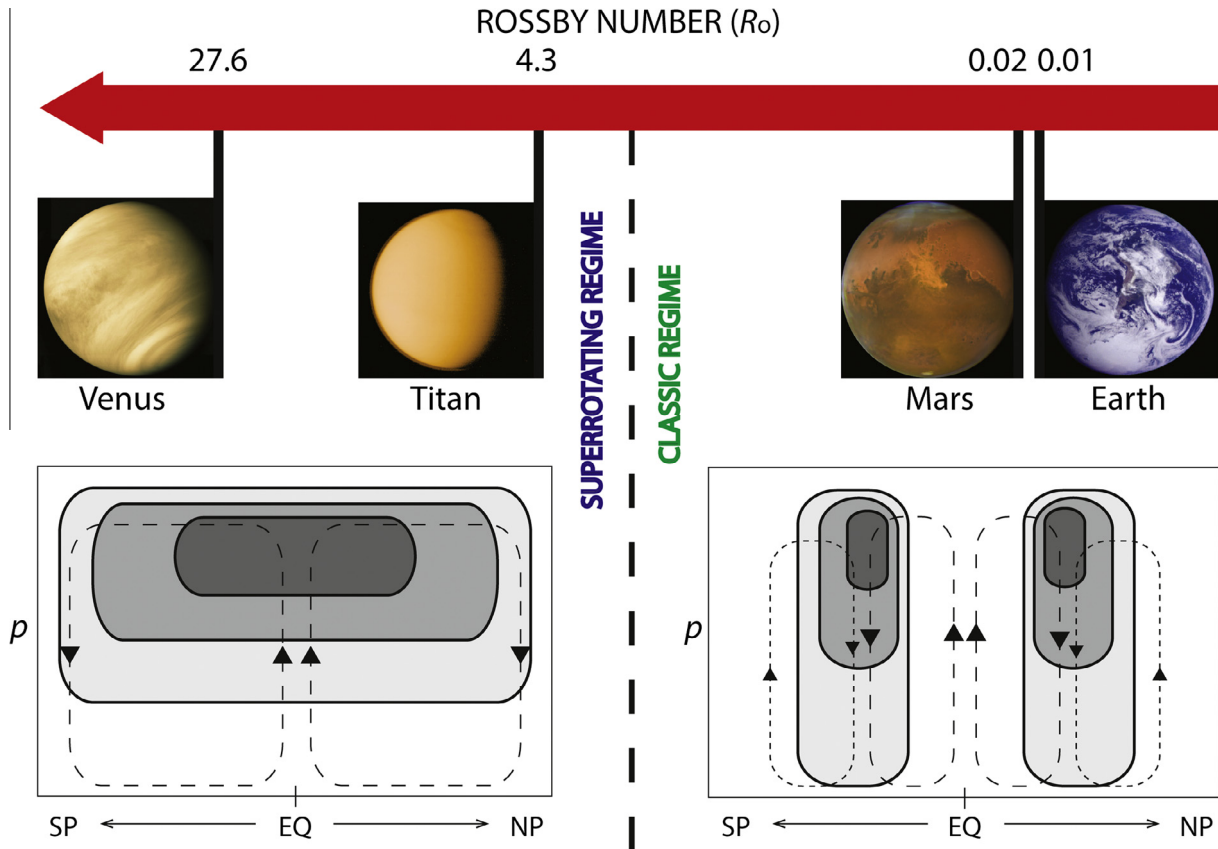 ROSSBY NUMBER (Ro)
27.6
4.3
0.02
0.01
Venus
Titan
SUPERROTATING REGIME
CLASSIC REGIME
Mars
Earth
p
SP
EQ
NP
p
SP
EQ
NP